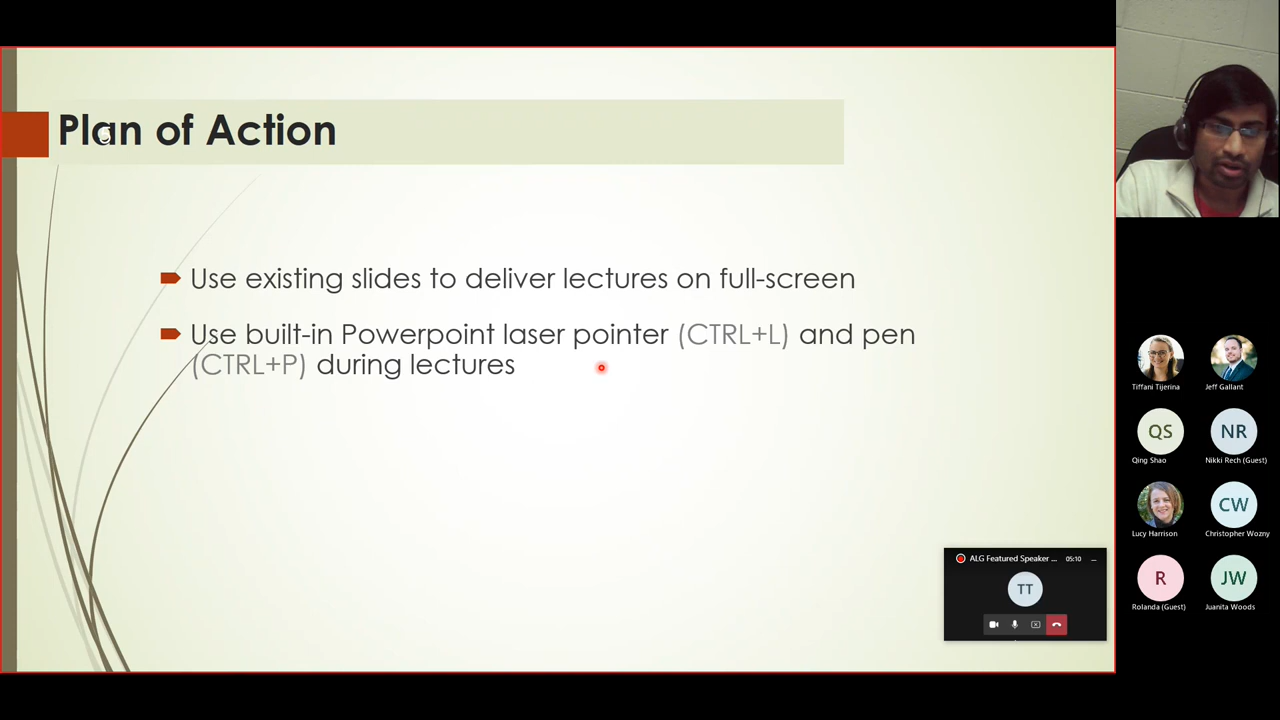 Plan of Action
Use existing slides to deliver lectures on full-screen
Use built-in Powerpoint laser pointer (CTRL+L) and pen
(CTRL+P) during lectures
ALG Featured Speaker ... 05:10
TT
Tiffani Tijerina
Jeff Gallant
QS
NR
Qing Shao
Nikki Rech (Guest)
CW
Lucy Harrison
Christopher Wozny
R
JW
Rolanda (Guest)
Juanita Woods